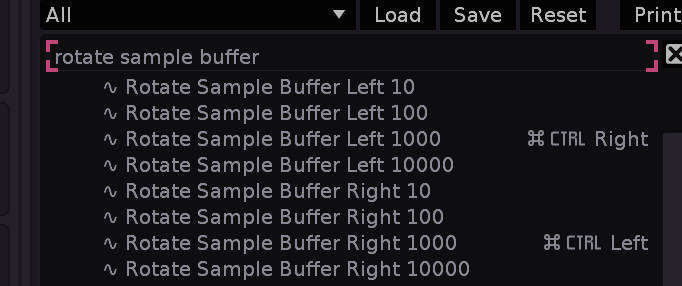 All Load Save Reset Print
rotate sample buffer
∿ Rotate Sample Buffer Left 10
∿ Rotate Sample Buffer Left 100
∿ Rotate Sample Buffer Left 1000 ⌘ CTRL Right
∿ Rotate Sample Buffer Left 10000
∿ Rotate Sample Buffer Right 10
∿ Rotate Sample Buffer Right 100
∿ Rotate Sample Buffer Right 1000 ⌘ CTRL Left
∿ Rotate Sample Buffer Right 10000